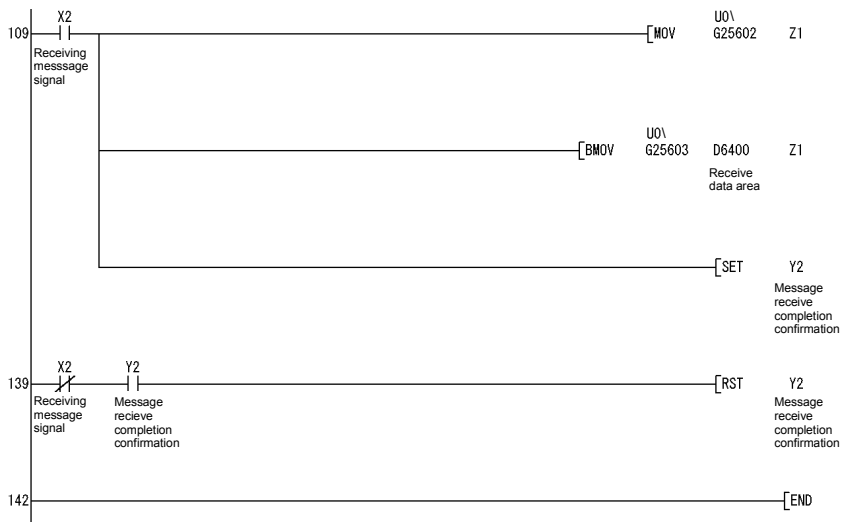 X2
U0\
109
[MOV G25602 Z1
Receiving
messsage
signal
U0\
[BMOV G25603 D6400 Z1
Receive
data area
[SET Y2
Message
receive
completion
confirmation
X2 Y2
139
[RST Y2
Receiving
message
signal
Message
recieve
completion
confirmation
Message
receive
completion
confirmation
142
[END